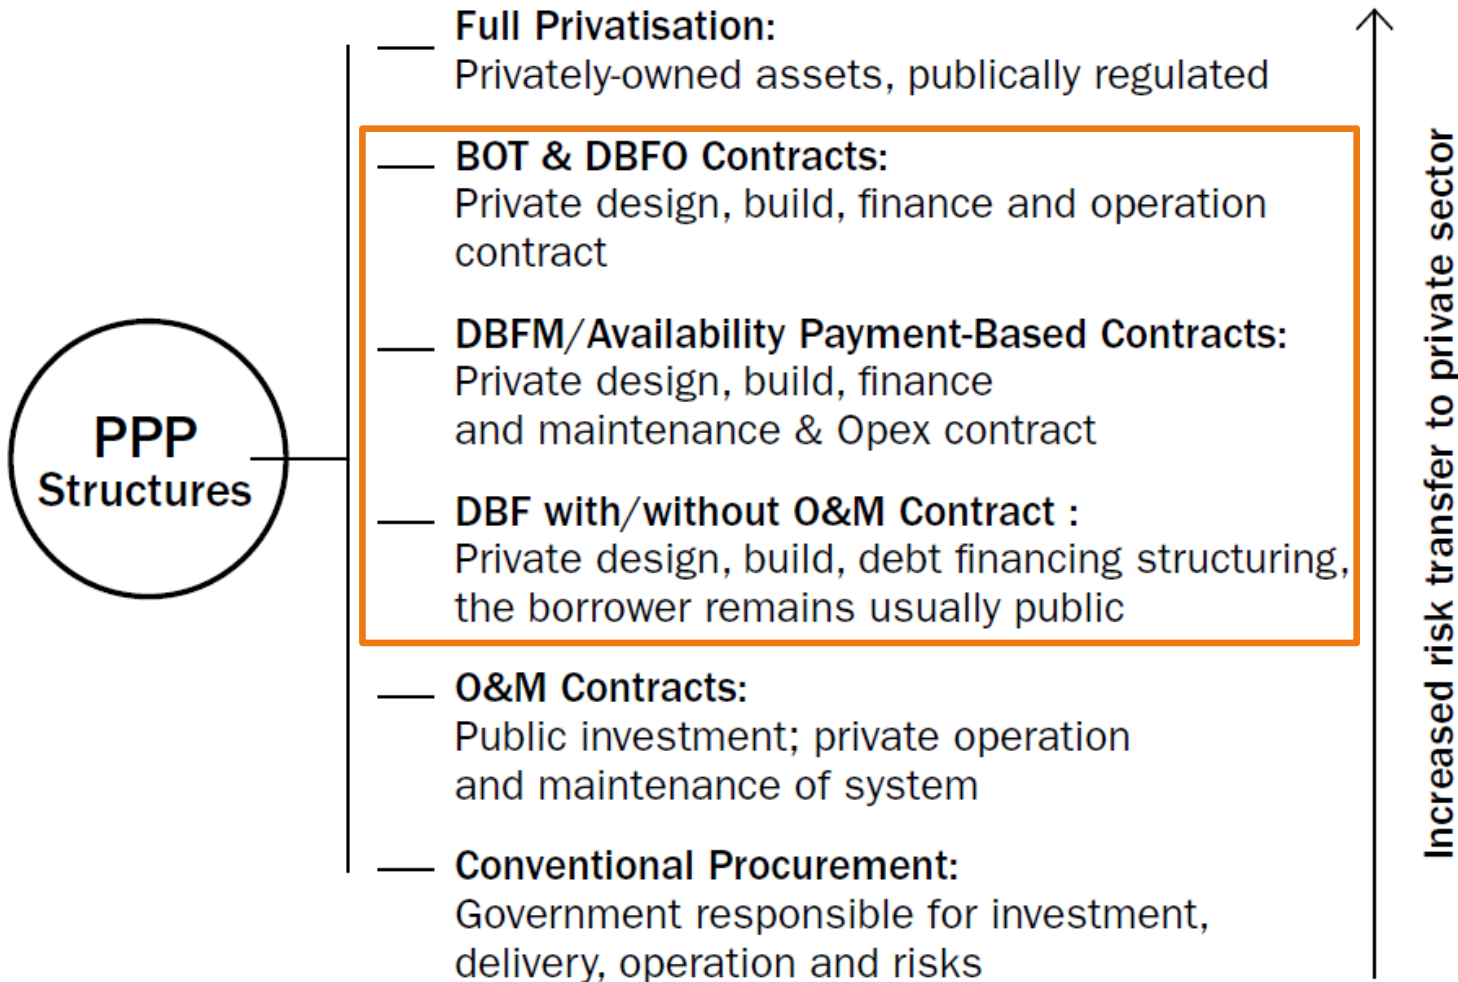 Full Privatisation:
Privately-owned assets, publically regulated
BOT & DBFO Contracts:
Private design, build, finance and operation
contract
DBFM/Availability Payment-Based Contracts:
Private design, build, finance
and maintenance & Opex contract
PPP
Structures
DBF with/without O&M Contract :
Private design, build, debt financing structuring,
the borrower remains usually public
O&M Contracts:
Public investment; private operation
and maintenance of system
Conventional Procurement:
Government responsible for investment,
delivery, operation and risks
Increased risk transfer to private sector